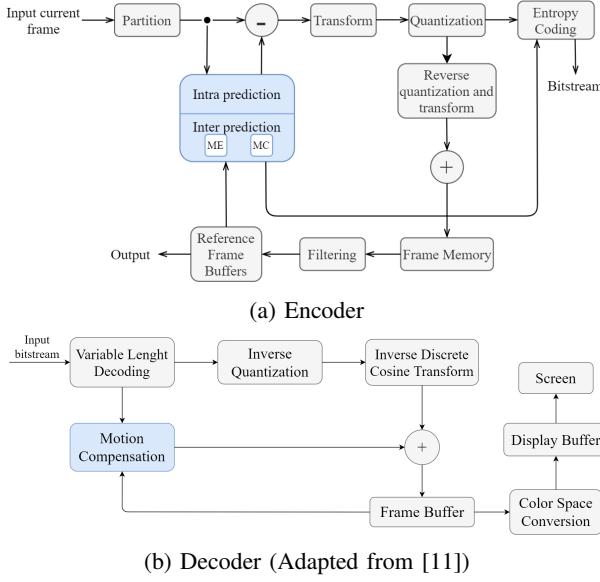 Input current
frame
Partition
-
Transform
Quantization
Entropy
Coding
Bitstream
Intra prediction
Inter prediction
ME
MC
Reverse
quantization and
transform
+
Output
Reference
Frame
Buffers
Filtering
Frame Memory
(a) Encoder
Input
bitstream
Variable Lenght
Decoding
Inverse
Quantization
Inverse Discrete
Cosine Transform
Screen
Motion
Compensation
+
Display Buffer
Frame Buffer
Color Space
Conversion
(b) Decoder (Adapted from [11])